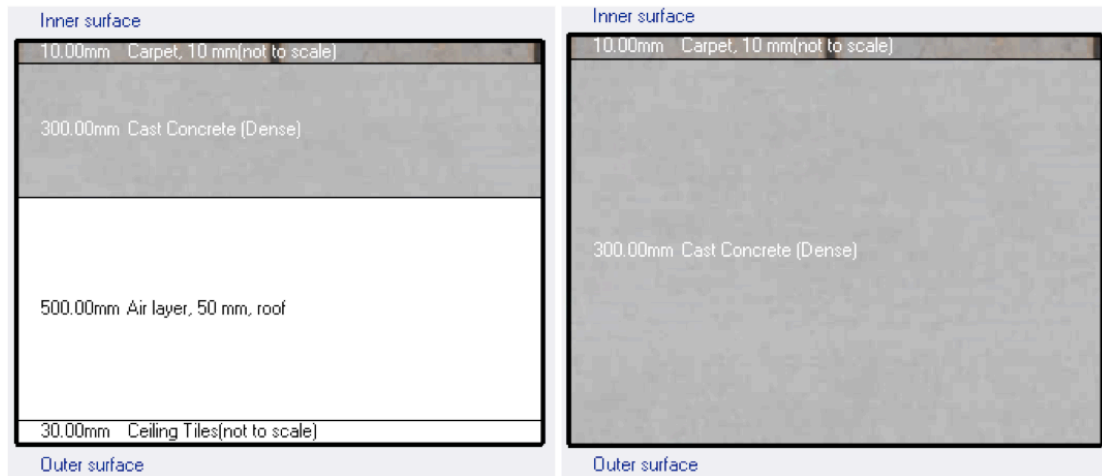 Inner surface
10.00mm Carpet, 10 mm(not to scale)
300.00mm Cast Concrete (Dense)
500.00mm Air layer, 50 mm, roof
30.00mm Ceiling Tiles(not to scale)
Outer surface
Inner surface
10.00mm Carpet, 10 mm(not to scale)
300.00mm Cast Concrete (Dense)
Outer surface